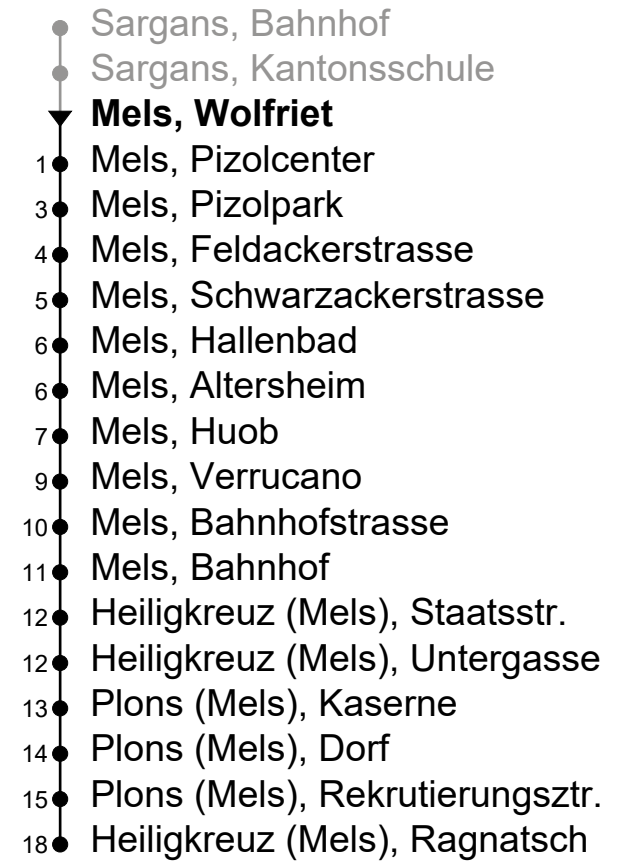 Sargans, Bahnhof
Sargans, Kantonsschule
Mels, Wolfriet
1 Mels, Pizolcenter
3 Mels, Pizolpark
4 Mels, Feldackerstrasse
5 Mels, Schwarzackerstrasse
6 Mels, Hallenbad
6 Mels, Altersheim
7 Mels, Huob
9 Mels, Verrucano
10 Mels, Bahnhofstrasse
11 Mels, Bahnhof
12 Heiligkreuz (Mels), Staatsstr.
12 Heiligkreuz (Mels), Untergasse
13 Plons (Mels), Kaserne
14 Plons (Mels), Dorf
15 Plons (Mels), Rekrutierungsztr.
18 Heiligkreuz (Mels), Ragnatsch